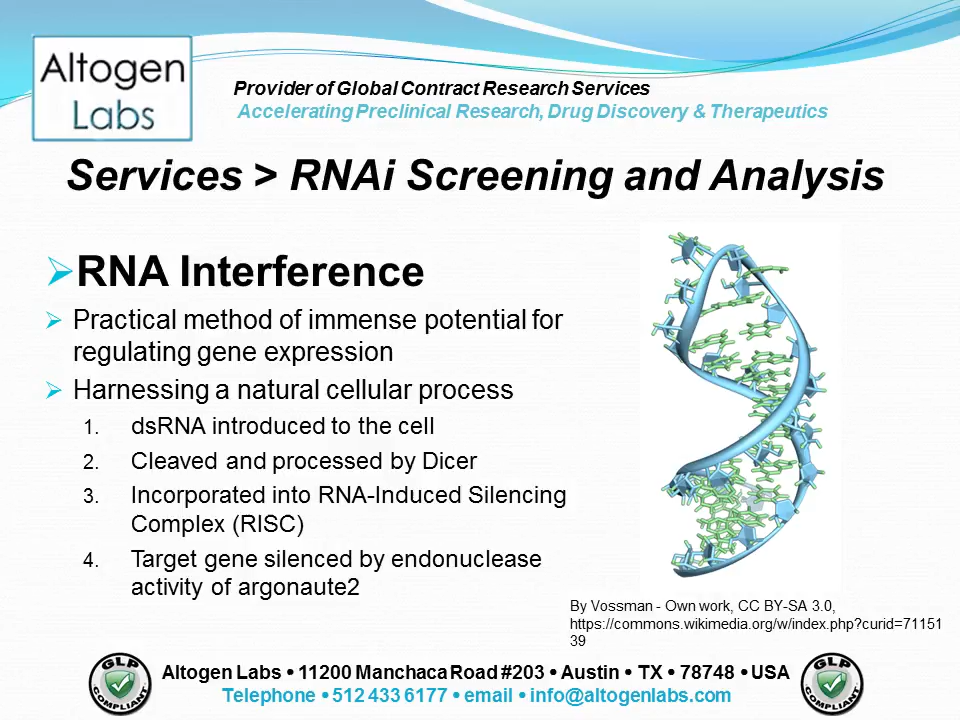 Altogen
Labs
Provider of Global Contract Research Services
Accelerating Preclinical Research, Drug Discovery & Therapeutics
Services > RNAi Screening and Analysis
RNA Interference
Practical method of immense potential for
regulating gene expression
Harnessing a natural cellular process
1. dsRNA introduced to the cell
2. Cleaved and processed by Dicer
3. Incorporated into RNA-Induced Silencing
Complex (RISC)
4. Target gene silenced by endonuclease
activity of argonaute2
By Vossman - Own work, CC BY-SA 3.0,
https://commons.wikimedia.org/w/index.php?curid=71151
39
GLP
COMPLIANT
Altogen Labs • 11200 Manchaca Road #203 • Austin • TX • 78748 • USA
Telephone • 512 433 6177 • email • info@altogenlabs.com
GLP
COMPLIANT